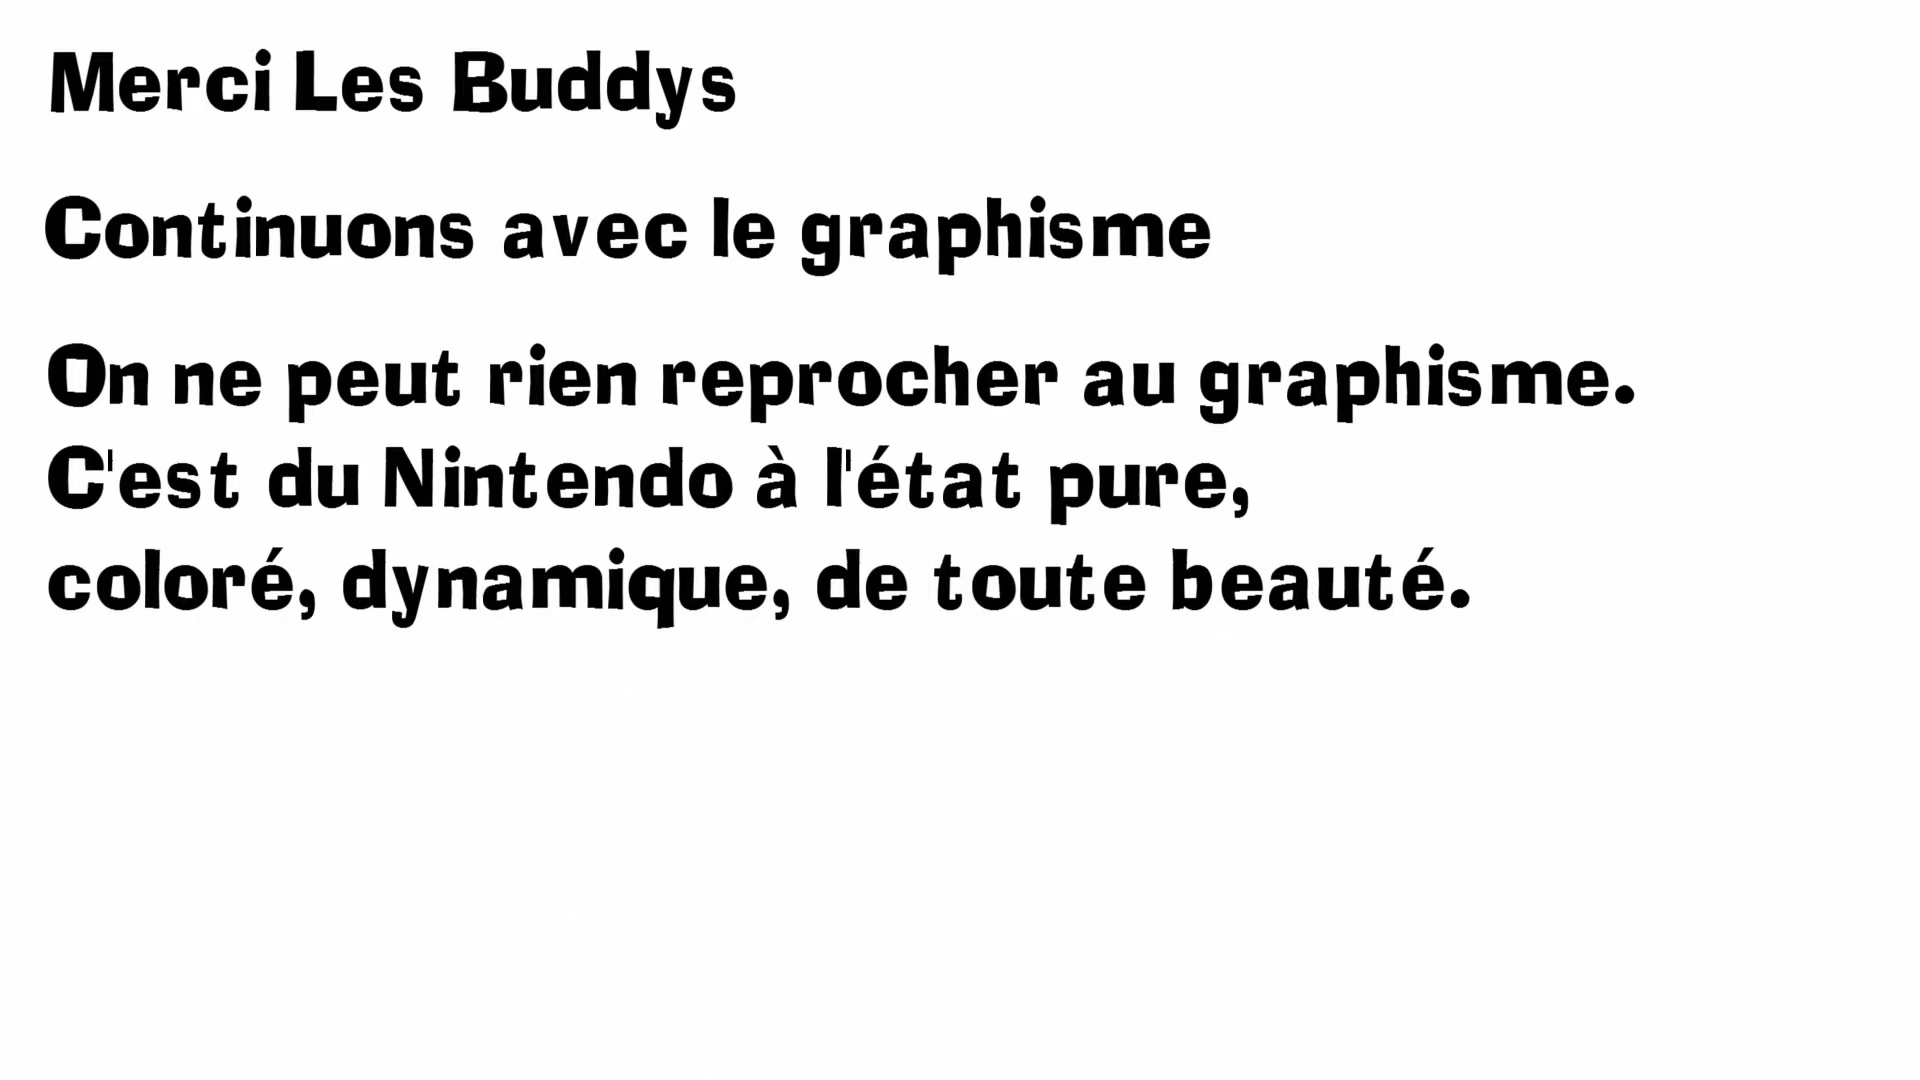 Merci Les Buddys
Continuons avec le graphisme
On ne peut rien reprocher au graphisme.
C'est du Nintendo à l'état pure,
coloré, dynamique, de toute beauté.